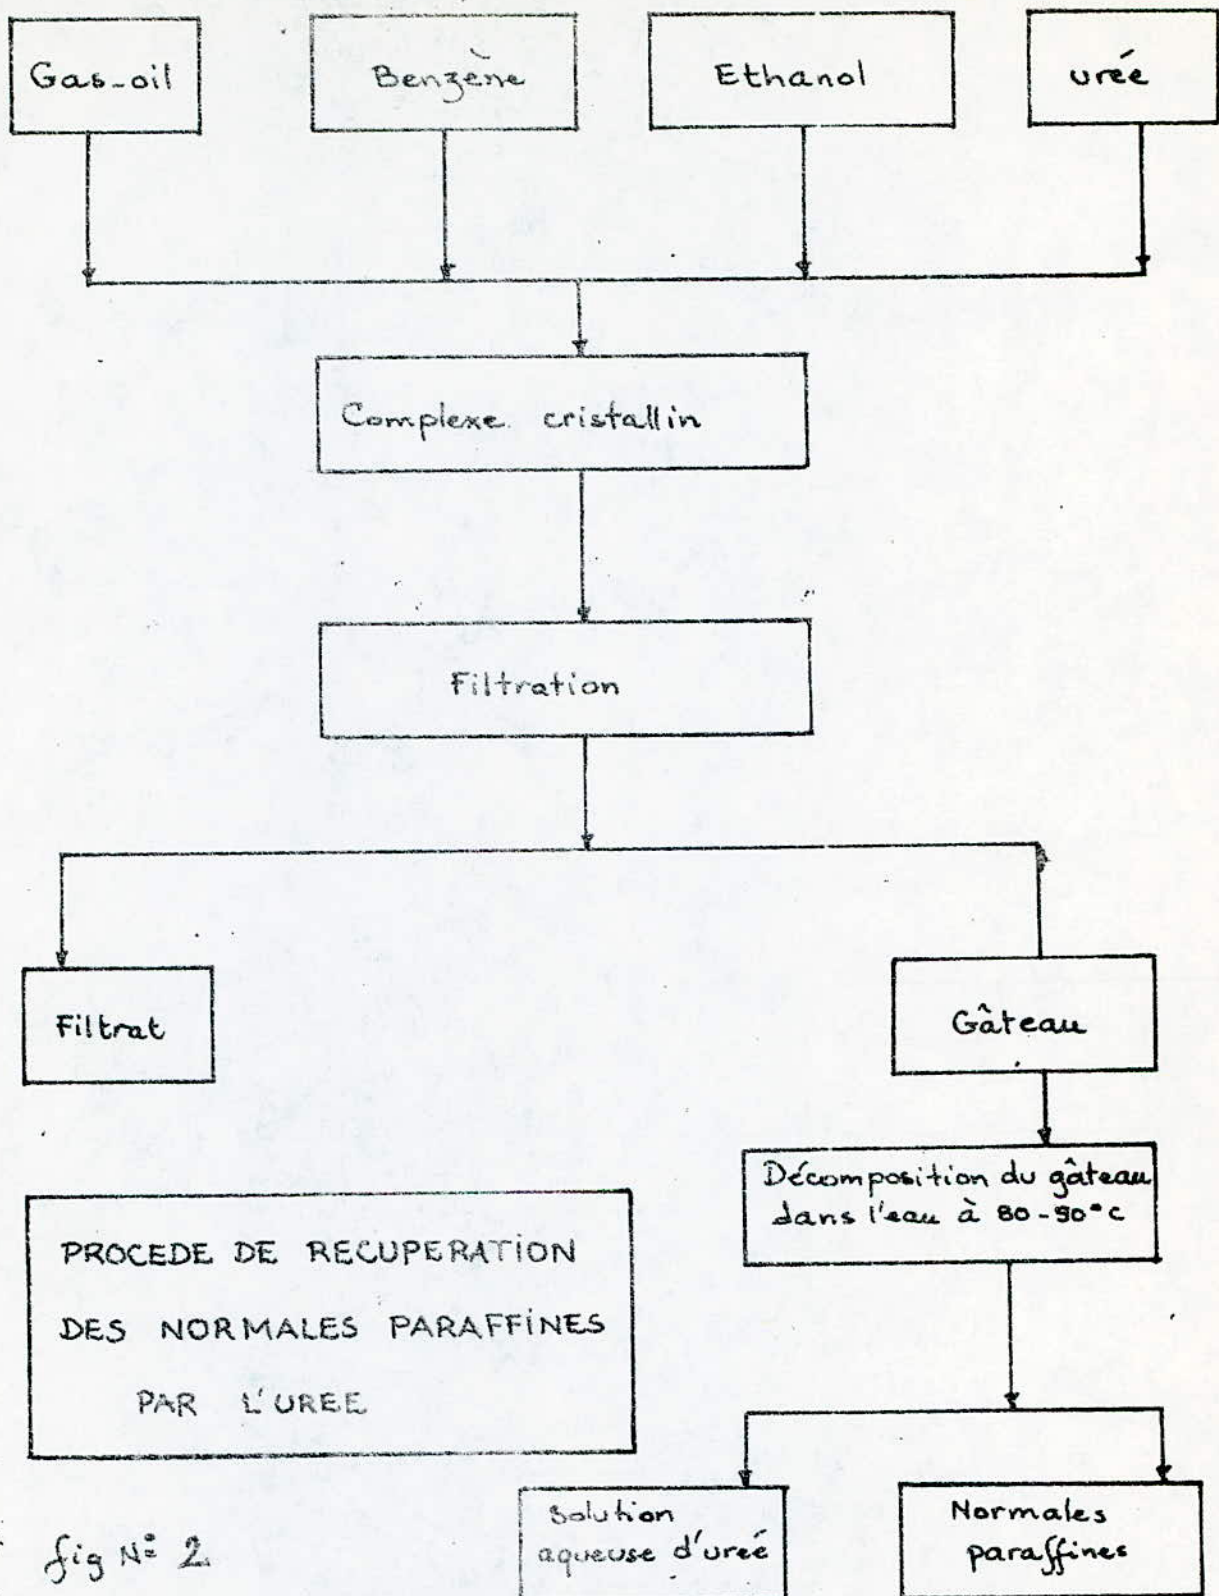 Gas-oil
Benzène
Ethanol
urée
Complexe cristallin
Filtration
Filtrat
Gâteau
Décomposition du gâteau
dans l'eau à 80-90°c
PROCEDE DE RECUPERATION
DES NORMALES PARAFFINES
PAR L'UREE
Solution
aqueuse d'uréé
Normales
paraffines
fig N° 2